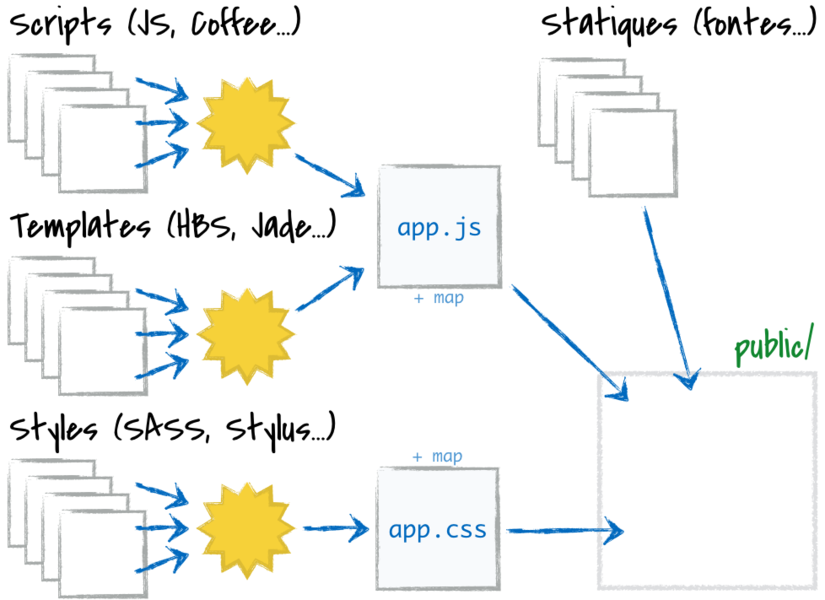 Scripts (JS, Coffee...)
Statiques (fontes...)
app.js
+ map
Templates (HBS, Jade...)
public/
Styles (SASS, Stylus...)
+ map
app.css